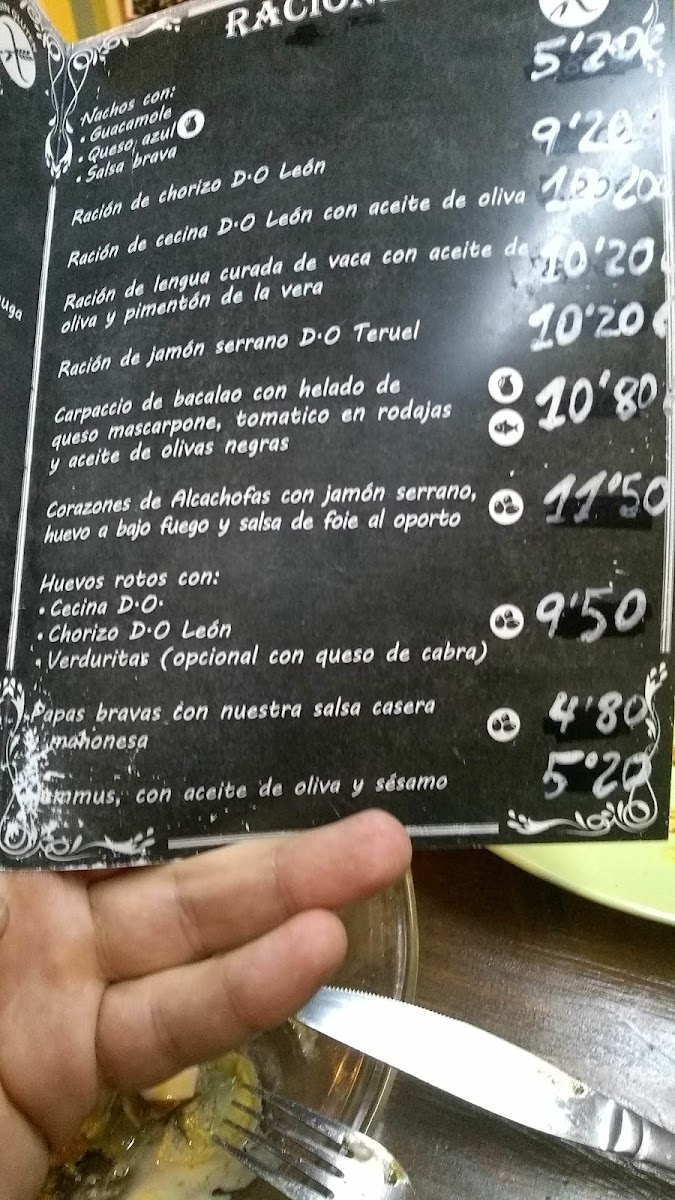 RACION
Nachos con:
• Guacamole
• Queso azul
• Salsa brava
5'20€
Ración de chorizo D.O León
9'20
Ración de cecina D.O León con aceite de oliva
Ración de lengua curada de vaca con aceite de
oliva y pimentón de la vera
10'20
Ración de jamón serrano D.O Teruel
10'20
Carpaccio de bacalao con helado de
queso mascarpone, tomatico en rodajas
y aceite de olivas negras
10'80
Corazones de Alcachofas con jamón serrano,
huevo a bajo fuego y salsa de foie al oporto
11'50
Huevos rotos con:
• Cecina D.O.
• Chorizo D.O León
• Verduritas (opcional con queso de cabra)
9'50
Papas bravas con nuestra salsa casera
mahonesa
4'80
mmus, con aceite de oliva y sésamo
5'20